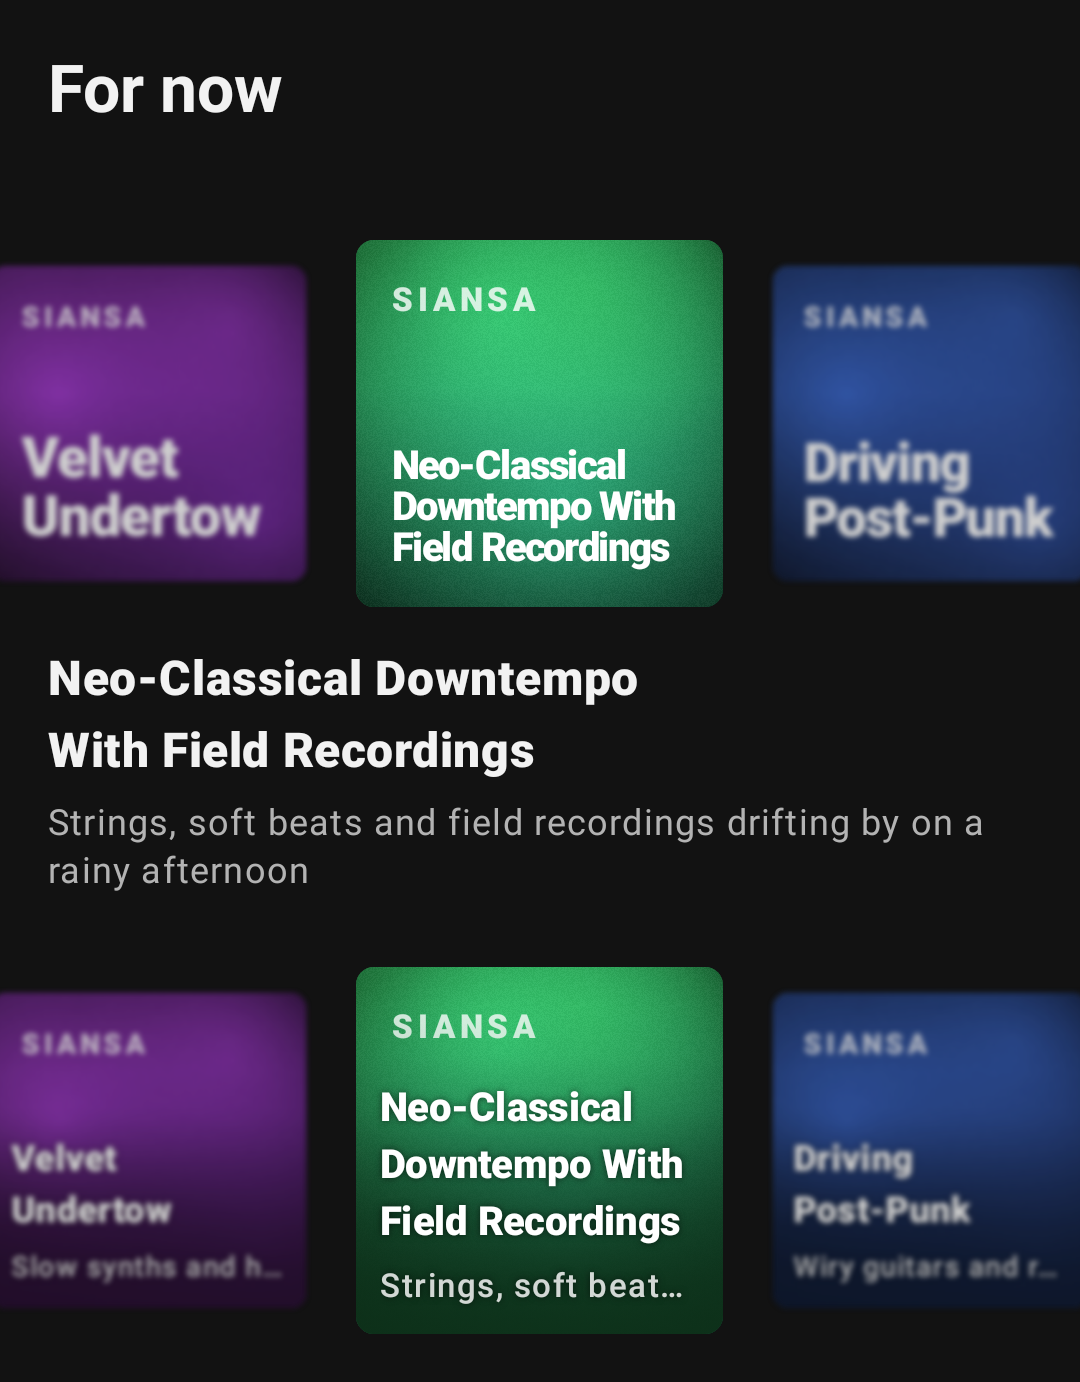 For now
SIANSA
Velvet
Undertow
SIANSA
Neo-Classical
Downtempo With
Field Recordings
SIANSA
Driving
Post-Punk
Neo-Classical Downtempo
With Field Recordings
Strings, soft beats and field recordings drifting by on a
rainy afternoon
SIANSA
Velvet
Undertow
Slow synths and h…
SIANSA
Neo-Classical
Downtempo With
Field Recordings
Strings, soft beat…
SIANSA
Driving
Post-Punk
Wiry guitars and r…